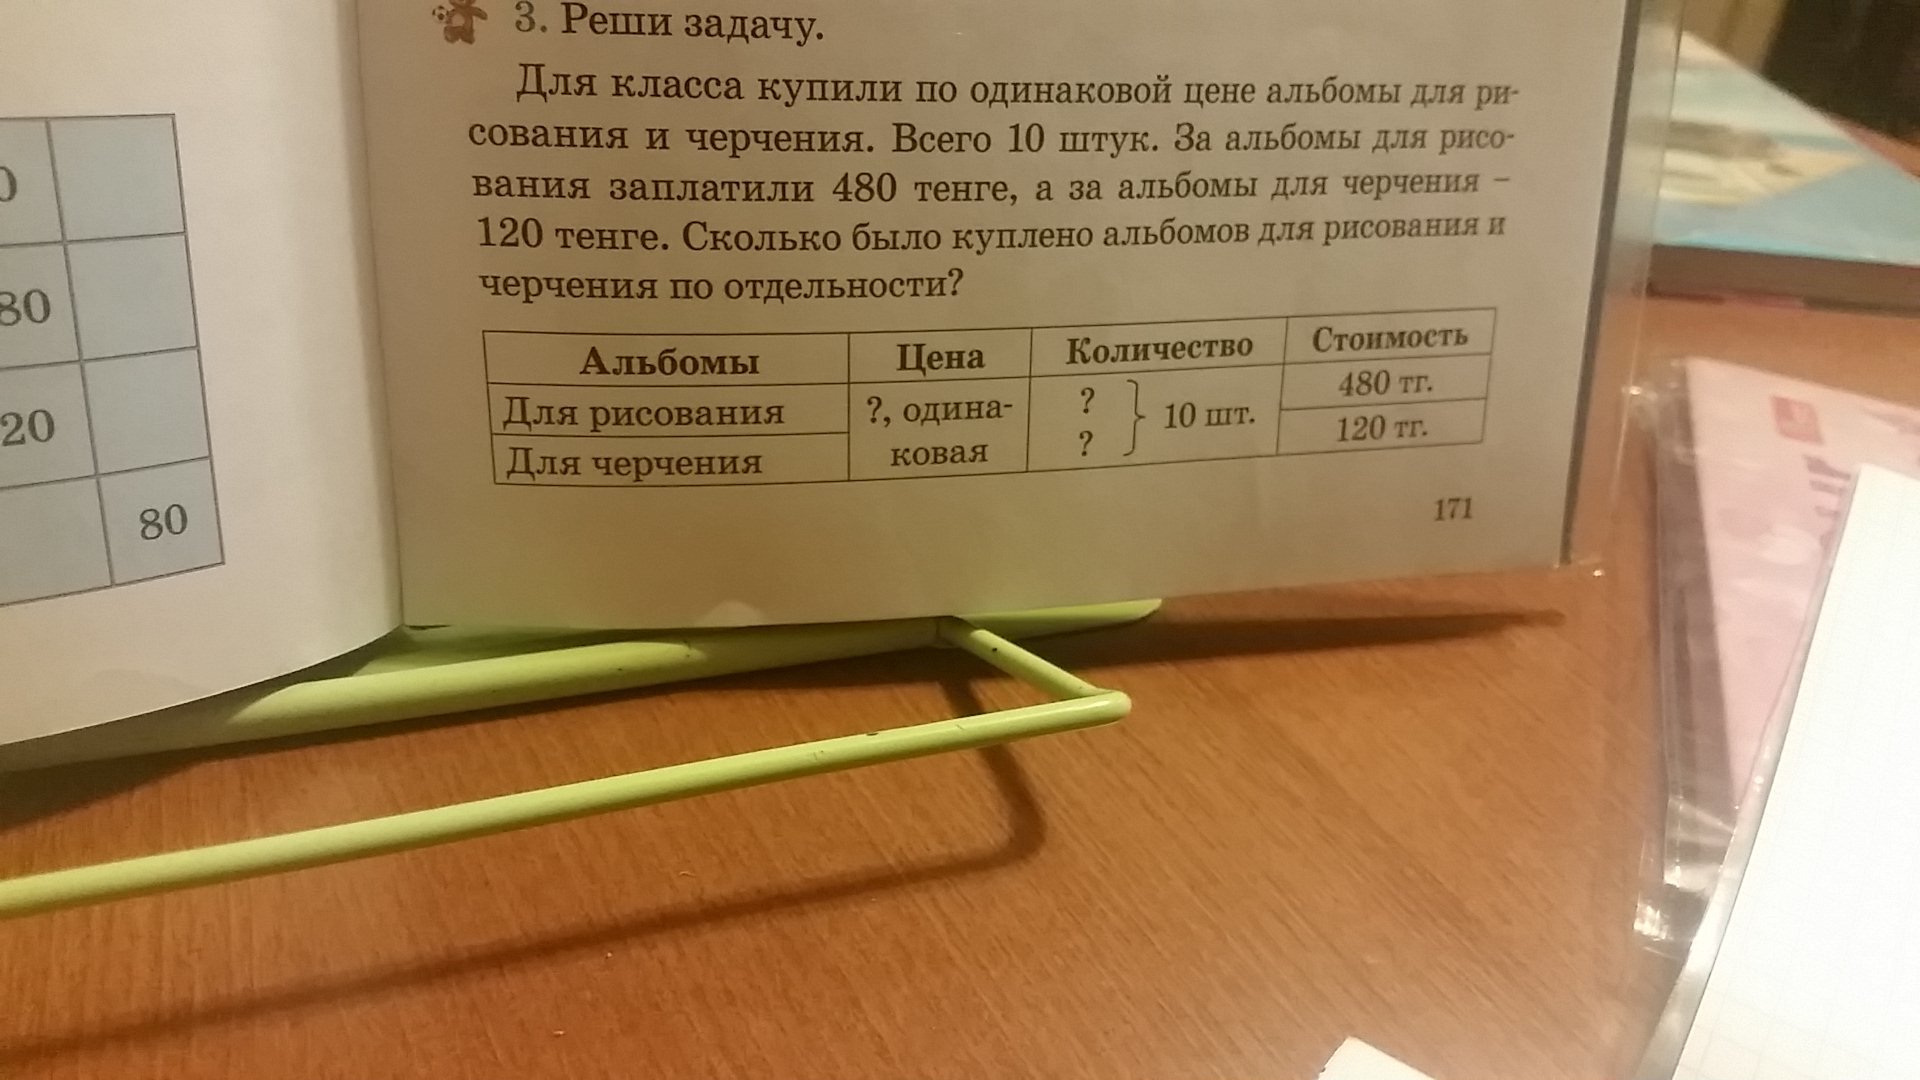 3. Реши задачу.
Для класса купили по одинаковой цене альбомы для ри-
сования и черчения. Всего 10 штук. За альбомы для рисо-
вания заплатили 480 тенге, а за альбомы для черчения –
120 тенге. Сколько было куплено альбомов для рисования и
черчения по отдельности?
Альбомы Цена Количество Стоимость
Для рисования ?, одина- ? 480 тг.
10 шт.
Для черчения ковая ? 120 тг.
171
80